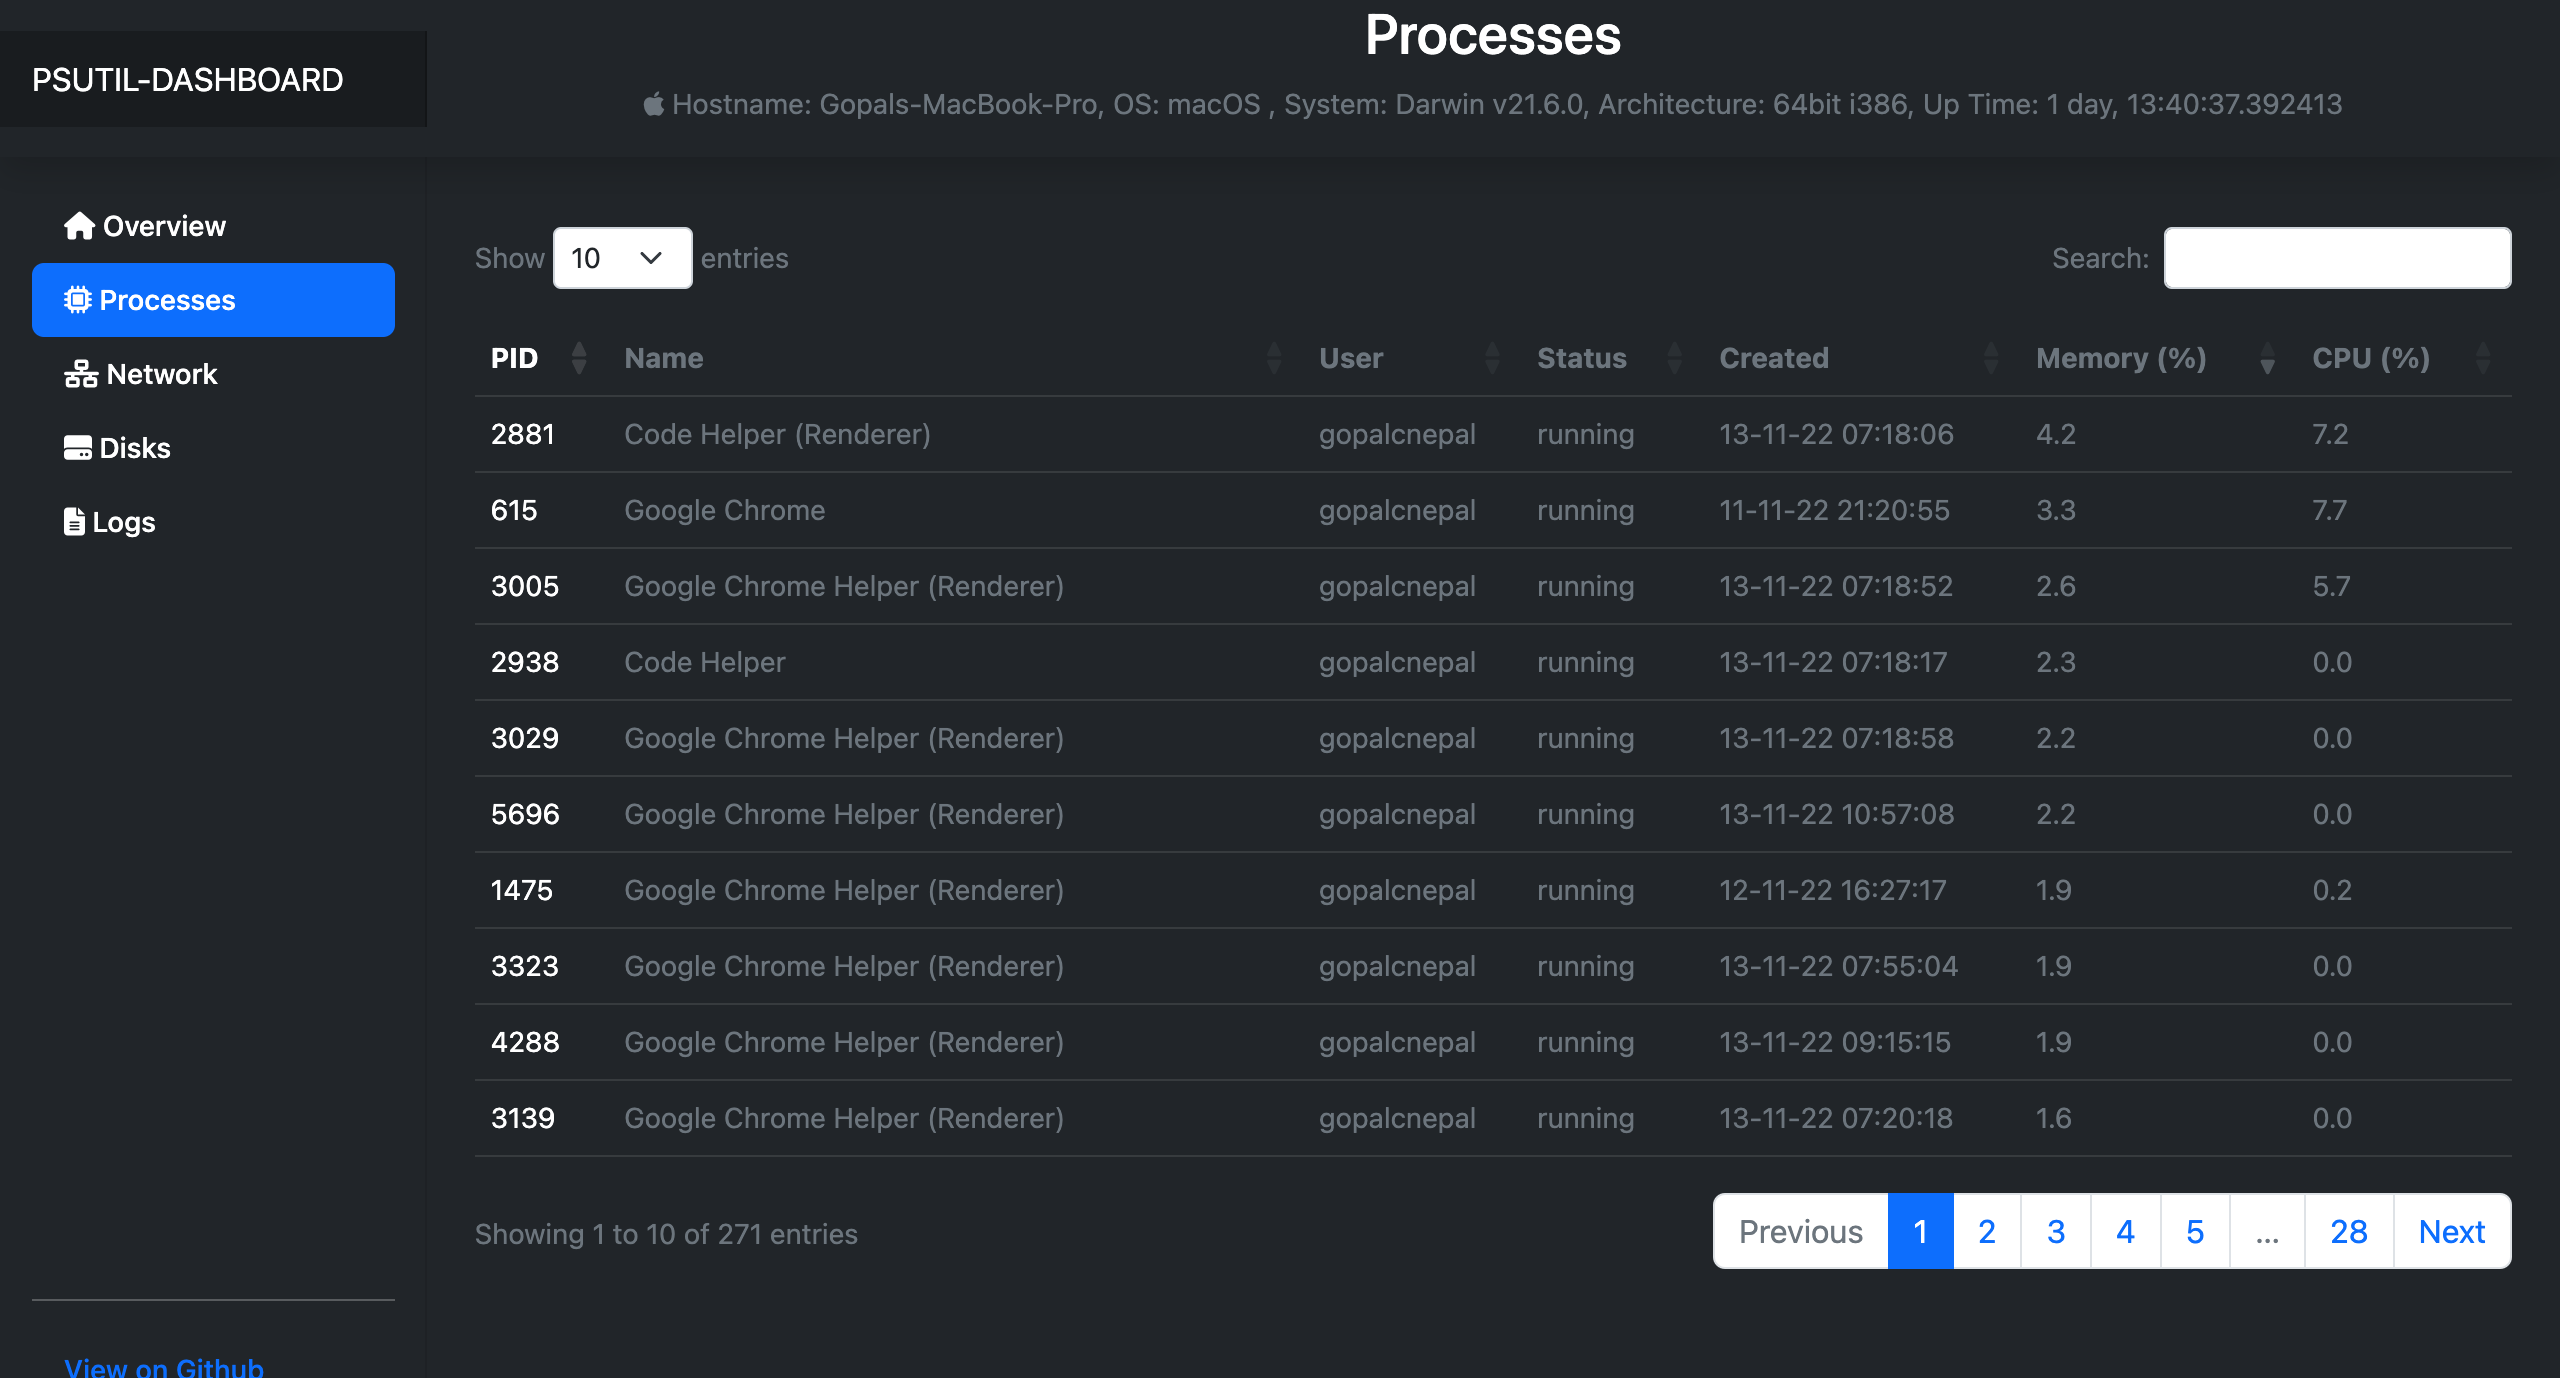 PSUTIL-DASHBOARD
Processes
Hostname: Gopals-MacBook-Pro, OS: macOS , System: Darwin v21.6.0, Architecture: 64bit i386, Up Time: 1 day, 13:40:37.392413
Overview
Processes
Network
Disks
Logs
View on Github
Show 10 entries
Search:
PID Name User Status Created Memory (%) CPU (%)
2881 Code Helper (Renderer) gopalcnepal running 13-11-22 07:18:06 4.2 7.2
615 Google Chrome gopalcnepal running 11-11-22 21:20:55 3.3 7.7
3005 Google Chrome Helper (Renderer) gopalcnepal running 13-11-22 07:18:52 2.6 5.7
2938 Code Helper gopalcnepal running 13-11-22 07:18:17 2.3 0.0
3029 Google Chrome Helper (Renderer) gopalcnepal running 13-11-22 07:18:58 2.2 0.0
5696 Google Chrome Helper (Renderer) gopalcnepal running 13-11-22 10:57:08 2.2 0.0
1475 Google Chrome Helper (Renderer) gopalcnepal running 12-11-22 16:27:17 1.9 0.2
3323 Google Chrome Helper (Renderer) gopalcnepal running 13-11-22 07:55:04 1.9 0.0
4288 Google Chrome Helper (Renderer) gopalcnepal running 13-11-22 09:15:15 1.9 0.0
3139 Google Chrome Helper (Renderer) gopalcnepal running 13-11-22 07:20:18 1.6 0.0
Showing 1 to 10 of 271 entries
Previous 1 2 3 4 5 ... 28 Next